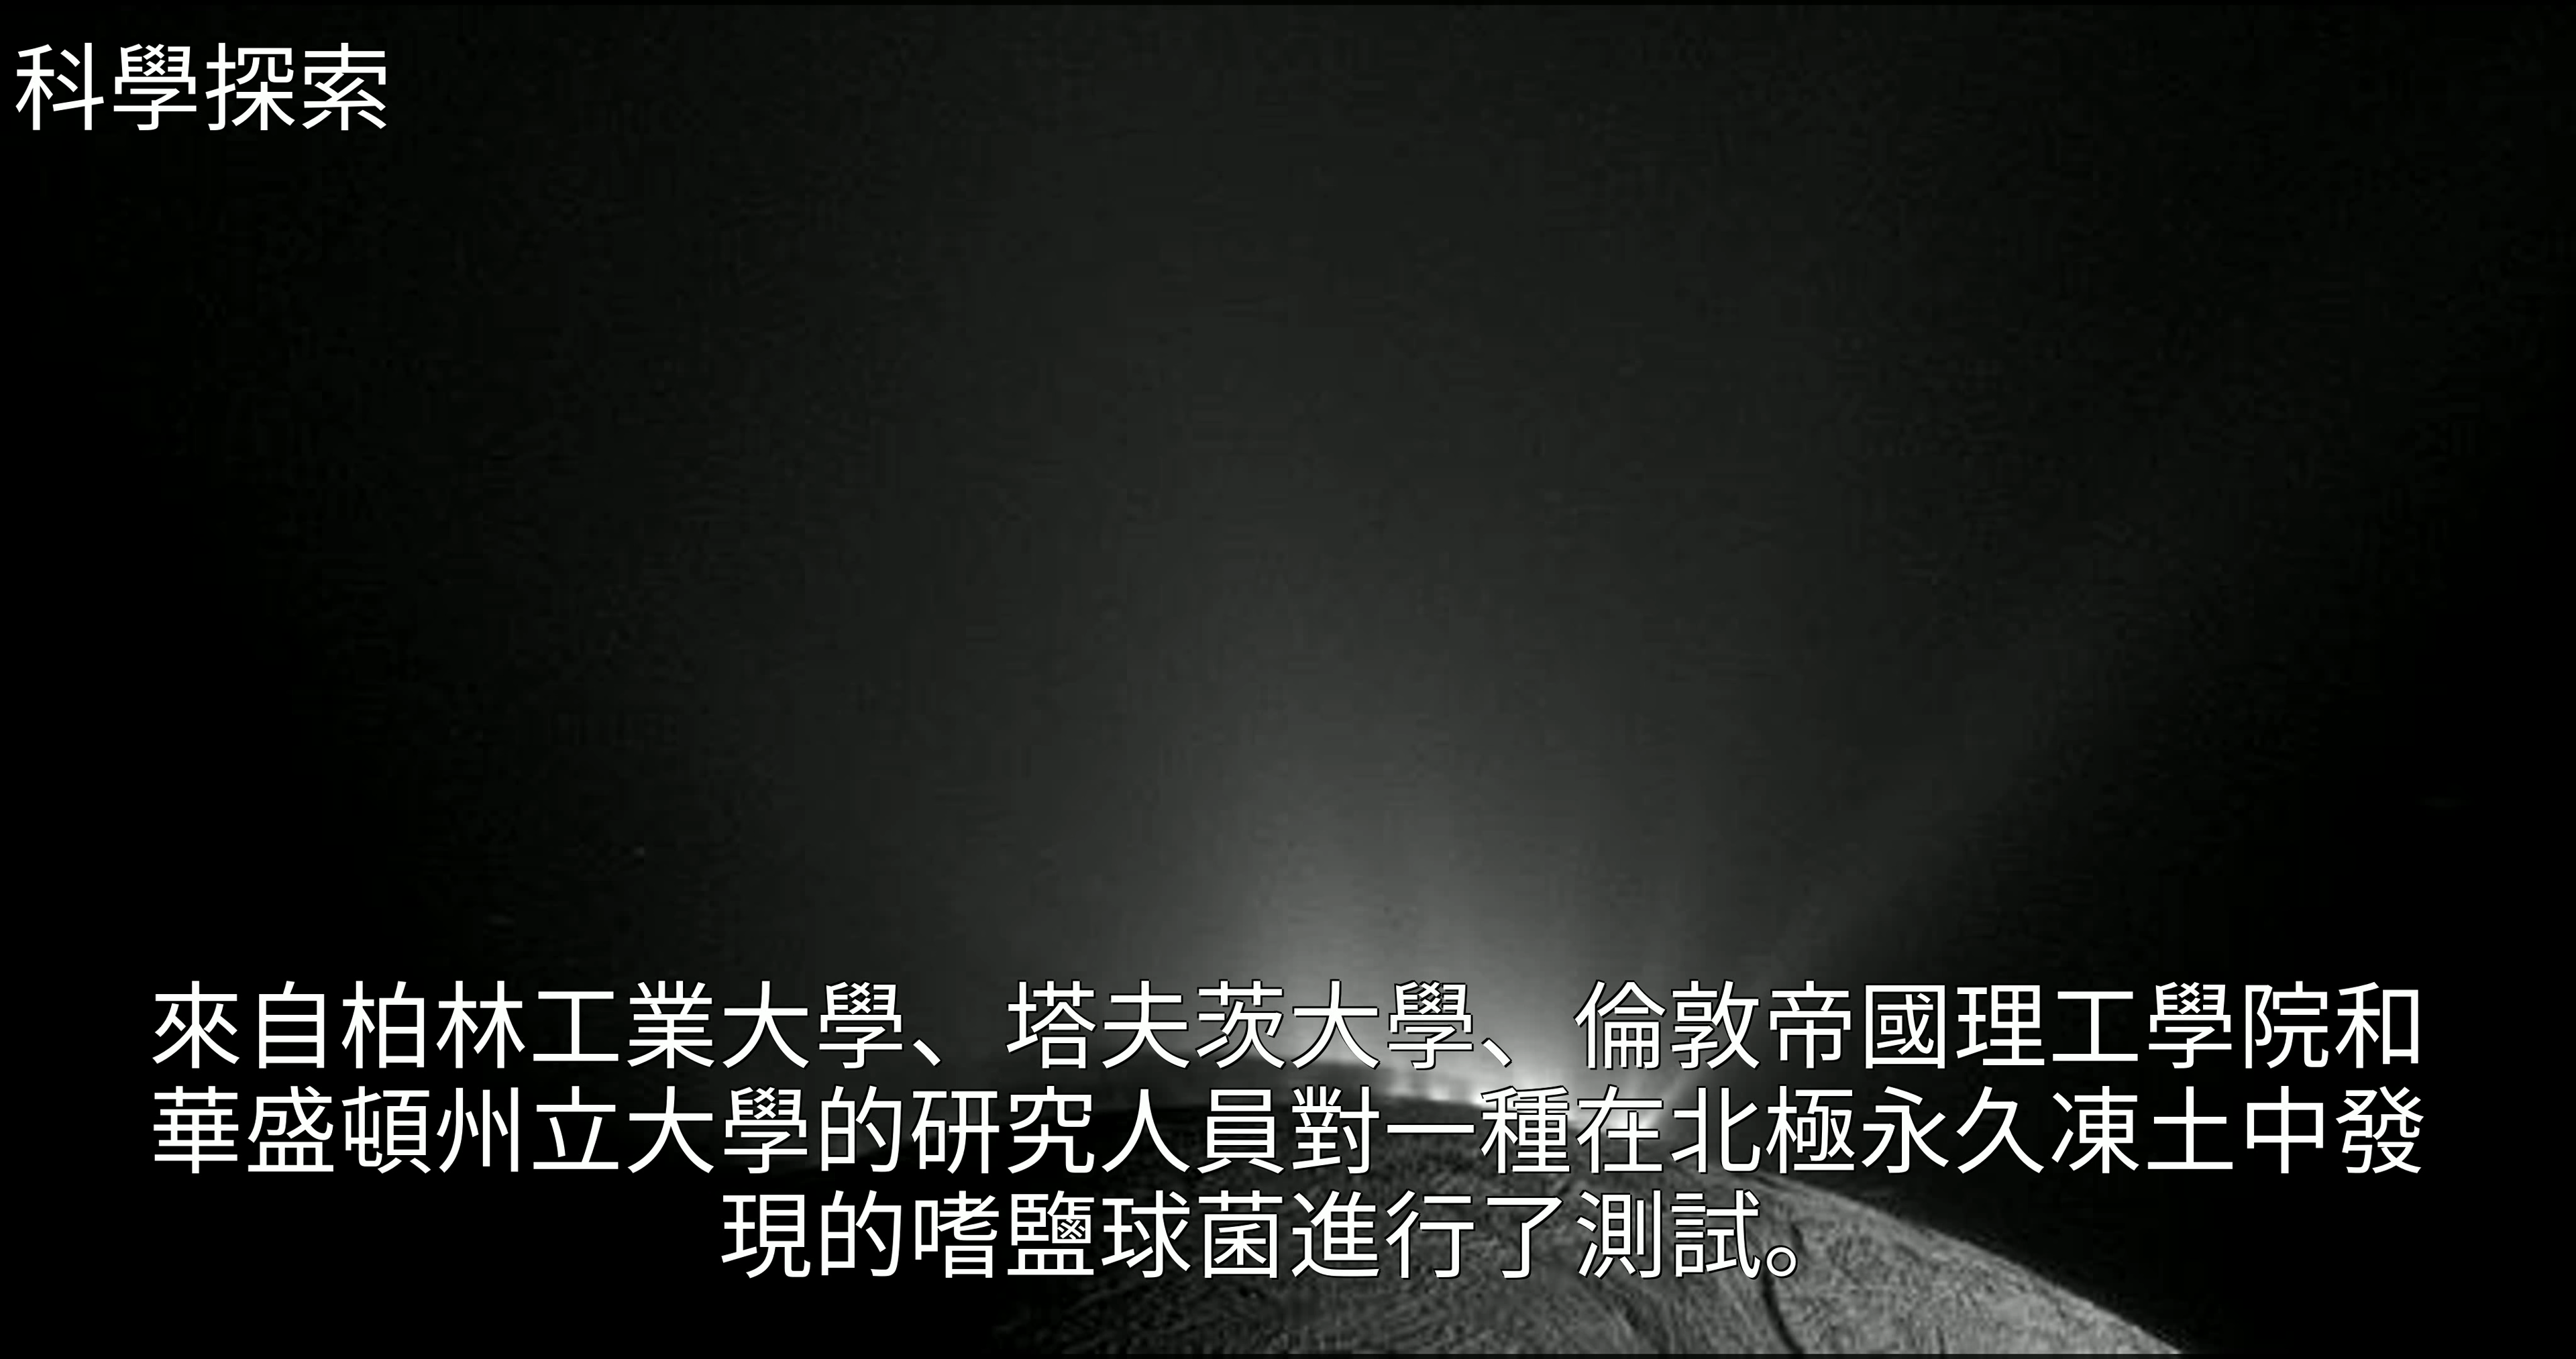 科學探索
來自柏林工業大學、塔夫茨大學、倫敦帝國理工學院和
華盛頓州立大學的研究人員對一種在北極永久凍土中發
現的嗜鹽球菌進行了測試。